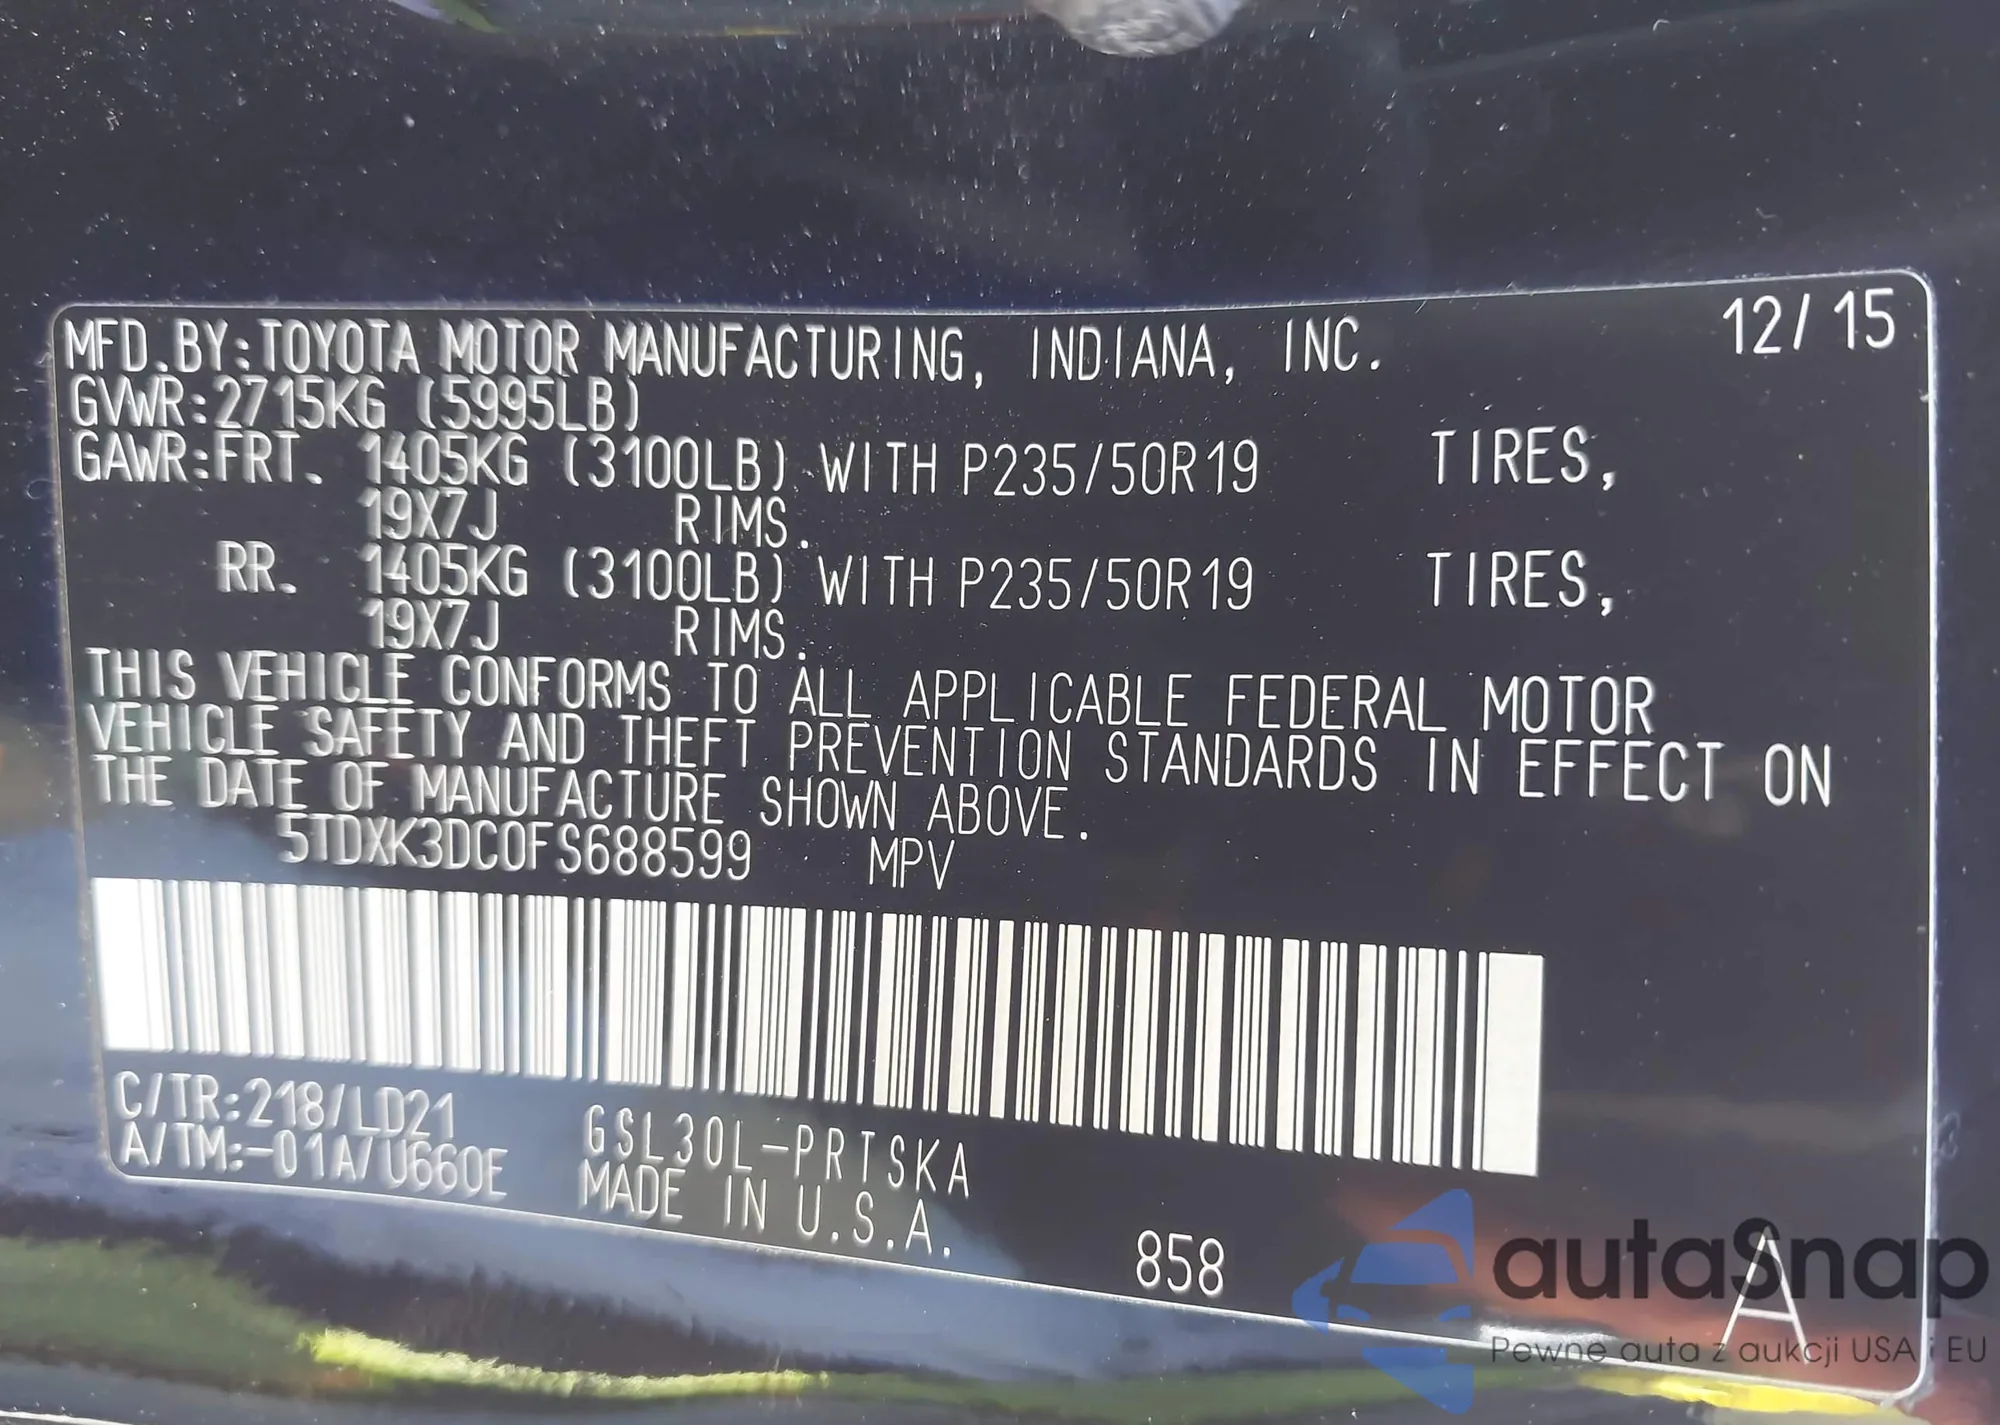 12/15
MFD.BY:TOYOTA MOTOR MANUFACTURING, INDIANA, INC.
GVWR:2715KG (5995LB)
GAWR:FRT. 1405KG (3100LB) WITH P235/50R19 TIRES,
19X7J RIMS.
RR. 1405KG (3100LB) WITH P235/50R19 TIRES,
19X7J RIMS.
THIS VEHICLE CONFORMS TO ALL APPLICABLE FEDERAL MOTOR
VEHICLE SAFETY AND THEFT PREVENTION STANDARDS IN EFFECT ON
THE DATE OF MANUFACTURE SHOWN ABOVE.
5TDXK3DC0FS688599 MPV
C/TR:218/LD21 GSL30L-PRTSKA
A/TM:-01A/U660E MADE IN U.S.A.
858 A
autaSnap
Pewne auta z aukcji USA i EU